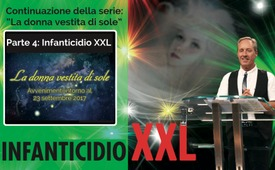 Continuazione della serie:
"La donna vestita di sole"
Parte 4: Infanticidio XXL
La donna vestita di sole
Avvenimenti intorno al
23 settembre 2017
INFANTICIDIO XXL